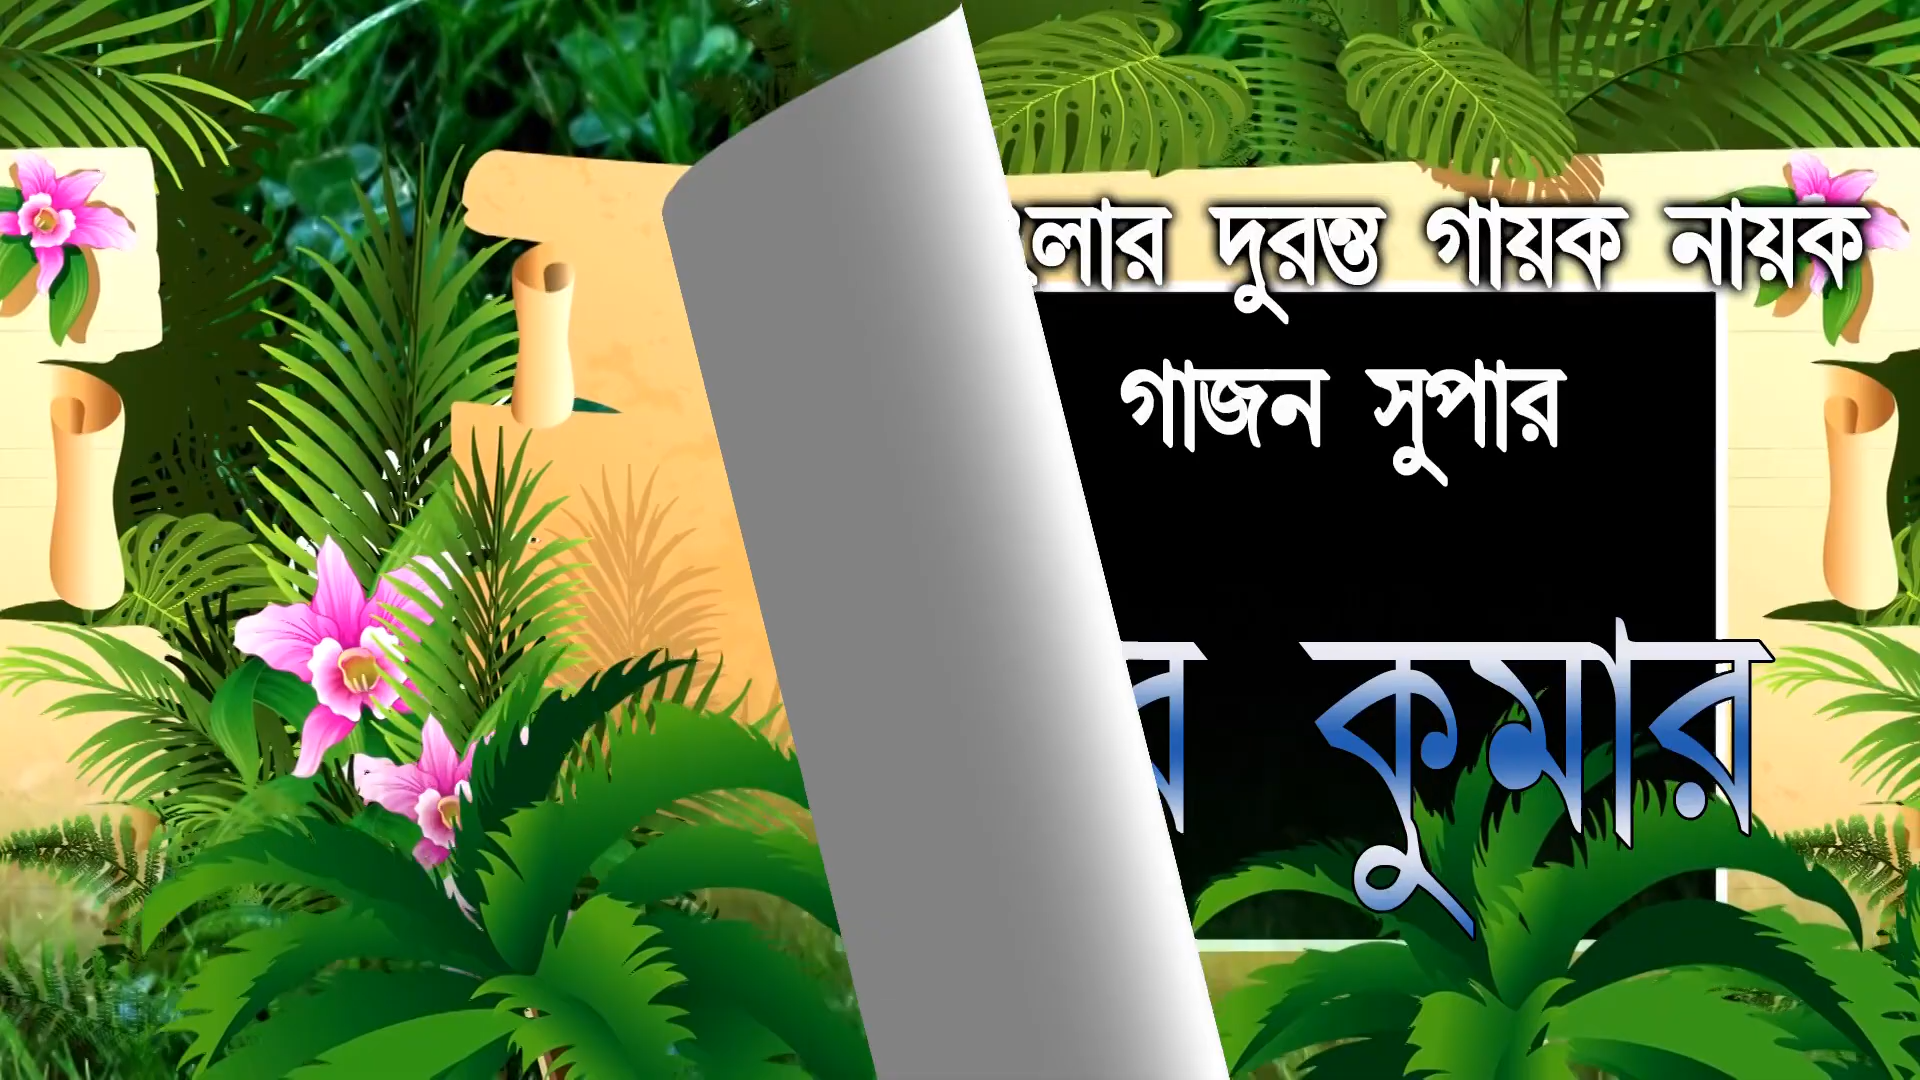 দুরন্ত গায়ক নায়ক
গাজন সুপার
কুমার